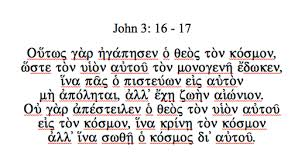 John 3: 16 - 17
Οὕτως γὰρ ἠγάπησεν ὁ θεὸς τὸν κόσμον,
ὥστε τὸν υἱὸν αὐτοῦ τὸν μονογενῆ ἔδωκεν,
ἵνα πᾶς ὁ πιστεύων εἰς αὐτὸν
μὴ ἀπόληται, ἀλλ’ ἔχῃ ζωὴν αἰώνιον.
Οὐ γὰρ ἀπέστειλεν ὁ θεὸς τὸν υἱὸν αὐτοῦ
εἰς τὸν κόσμον, ἵνα κρίνῃ τὸν κόσμον
ἀλλ’ ἵνα σωθῇ ὁ κόσμος δι’ αὐτοῦ.